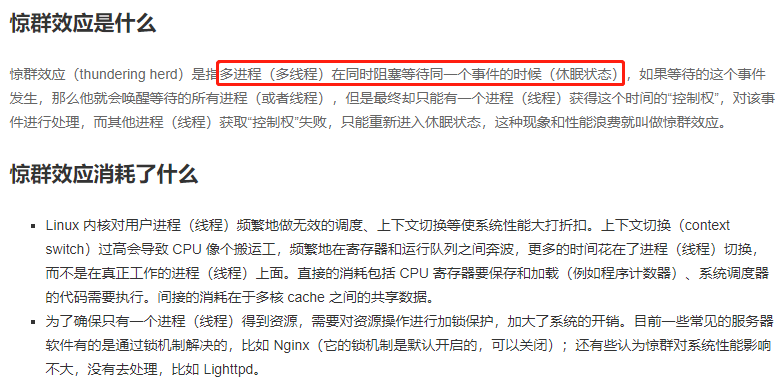 惊群效应是什么
惊群效应（thundering herd）是指多进程（多线程）在同时阻塞等待同一个事件的时候（休眠状态），如果等待的这个事件
发生，那么他就会唤醒等待的所有进程（或者线程），但是最终却只能有一个进程（线程）获得这个时间的“控制权”，对该事
件进行处理，而其他进程（线程）获取“控制权”失败，只能重新进入休眠状态，这种现象和性能浪费就叫做惊群效应。
惊群效应消耗了什么
Linux 内核对用户进程（线程）频繁地做无效的调度、上下文切换等使系统性能大打折扣。上下文切换（context
switch）过高会导致 CPU 像个搬运工，频繁地在寄存器和运行队列之间奔波，更多的时间花在了进程（线程）切换，
而不是在真正工作的进程（线程）上面。直接的消耗包括 CPU 寄存器要保存和加载（例如程序计数器）、系统调度器
的代码需要执行。间接的消耗在于多核 cache 之间的共享数据。
为了确保只有一个进程（线程）得到资源，需要对资源操作进行加锁保护，加大了系统的开销。目前一些常见的服务器
软件有的是通过锁机制解决的，比如 Nginx（它的锁机制是默认开启的，可以关闭）；还有些认为惊群对系统性能影响
不大，没有去处理，比如 Lighttpd。